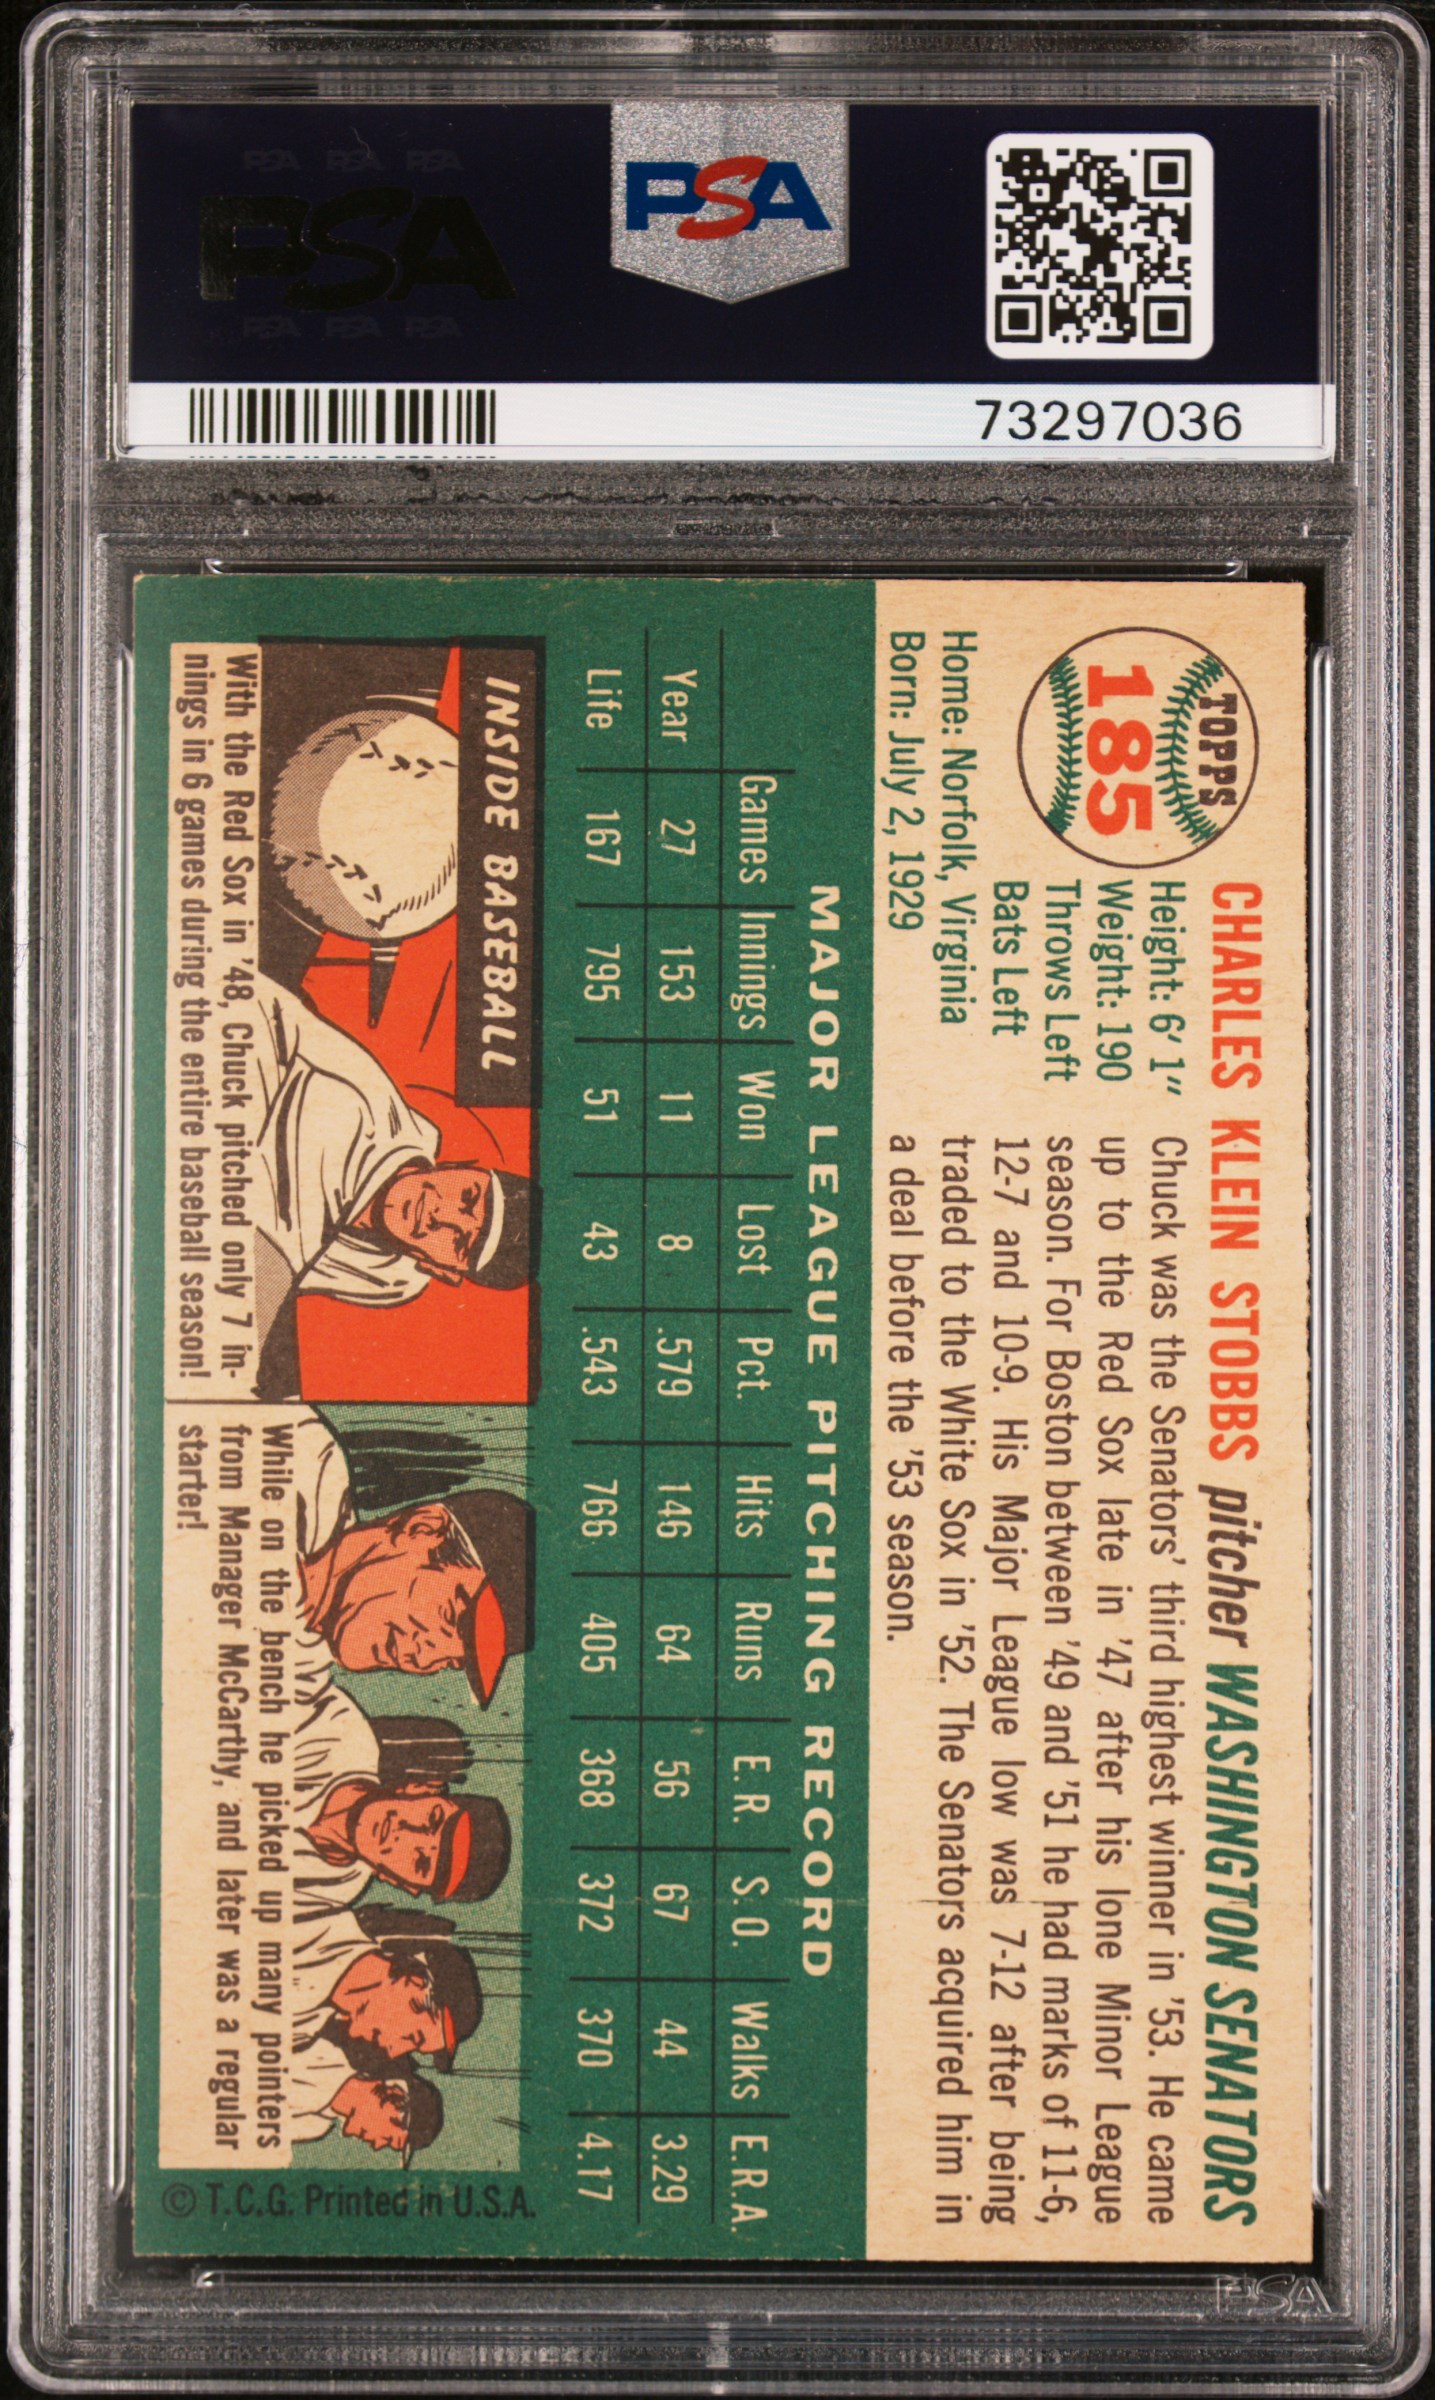 PSA PSA PSA
PSA
PSA PSA PSA
PSA
73297036
TOPPS
185
CHARLES KLEIN STOBBS pitcher WASHINGTON SENATORS
Height: 6' 1"
Weight: 190
Throws Left
Bats Left
Home: Norfolk, Virginia
Born: July 2, 1929
Chuck was the Senators' third highest winner in '53. He came
up to the Red Sox late in '47 after his lone Minor League
season. For Boston between '49 and '51 he had marks of 11-6,
12-7 and 10-9. His Major League low was 7-12 after being
traded to the White Sox in '52. The Senators acquired him in
a deal before the '53 season.
MAJOR LEAGUE PITCHING RECORD
Games Innings Won Lost Pct. Hits Runs E. R. S. O. Walks E.R.A.
Year 27 153 11 8 .579 146 64 56 67 44 3.29
Life 167 795 51 43 .543 766 405 368 372 370 4.17
INSIDE BASEBALL
With the Red Sox in '48, Chuck pitched only 7 in-
nings in 6 games during the entire baseball season!
While on the bench he picked up many pointers
from Manager McCarthy, and later was a regular
starter!
© T.C.G. Printed in U.S.A.
PSA